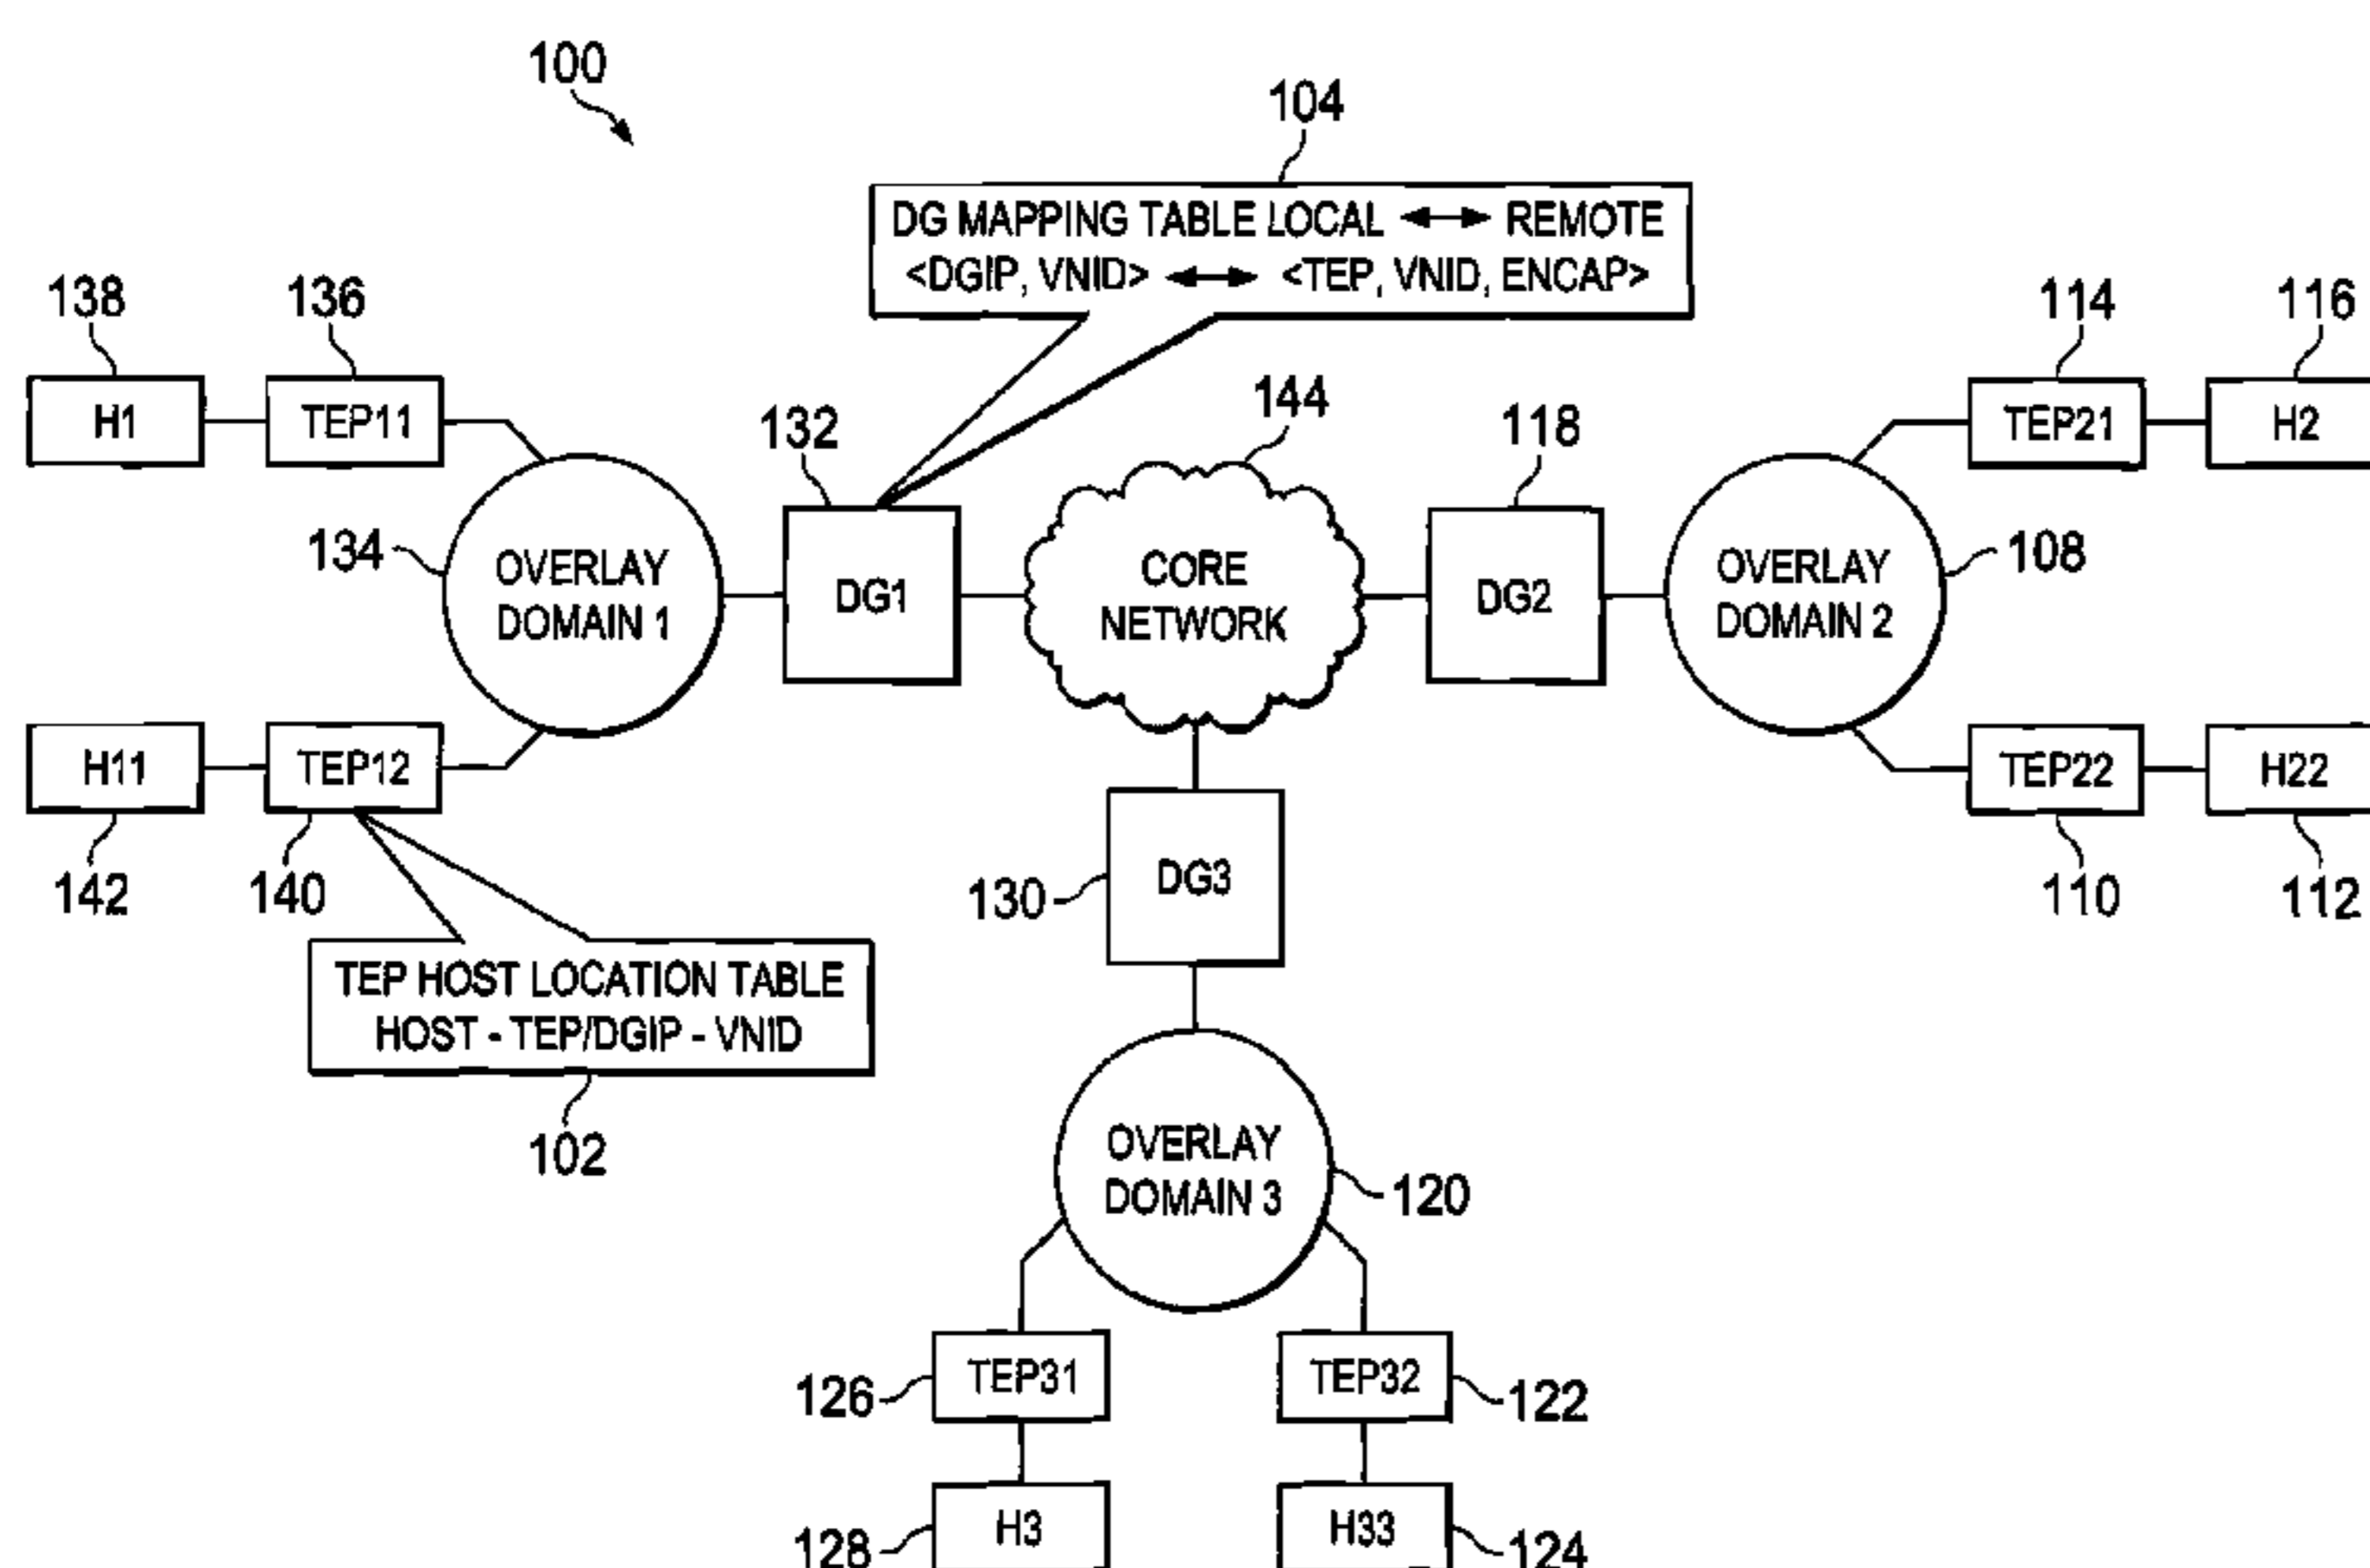 100
104
DG MAPPING TABLE LOCAL ◄─► REMOTE
<DGIP, VNID> ◄─► <TEP, VNID, ENCAP>
138
136
114
116
H1
TEP11
132
144
118
TEP21
H2
134
OVERLAY
DOMAIN 1
DG1
CORE
NETWORK
DG2
OVERLAY
DOMAIN 2
108
H11
TEP12
TEP22
H22
142
140
130
DG3
110
112
TEP HOST LOCATION TABLE
HOST - TEP/DGIP - VNID
102
OVERLAY
DOMAIN 3
120
126
TEP31
TEP32
122
128
H3
H33
124